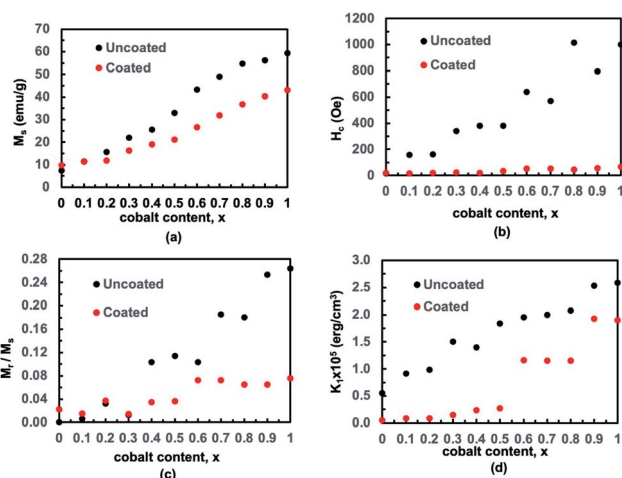 70
60
50
40
30
20
10
0
M_s (emu/g)
Uncoated
Coated
0 0.1 0.2 0.3 0.4 0.5 0.6 0.7 0.8 0.9 1
cobalt content, x
(a)
1200
1000
800
600
400
200
0
H_c (Oe)
Uncoated
Coated
0 0.1 0.2 0.3 0.4 0.5 0.6 0.7 0.8 0.9 1
cobalt content, x
(b)
0.28
0.24
0.20
0.16
0.12
0.08
0.04
0.00
M_r / M_s
Uncoated
Coated
0 0.1 0.2 0.3 0.4 0.5 0.6 0.7 0.8 0.9 1
cobalt content, x
(c)
3.0
2.5
2.0
1.5
1.0
0.5
0.0
K₁x10⁵ (erg/cm³)
Uncoated
Coated
0 0.1 0.2 0.3 0.4 0.5 0.6 0.7 0.8 0.9 1
cobalt content, x
(d)